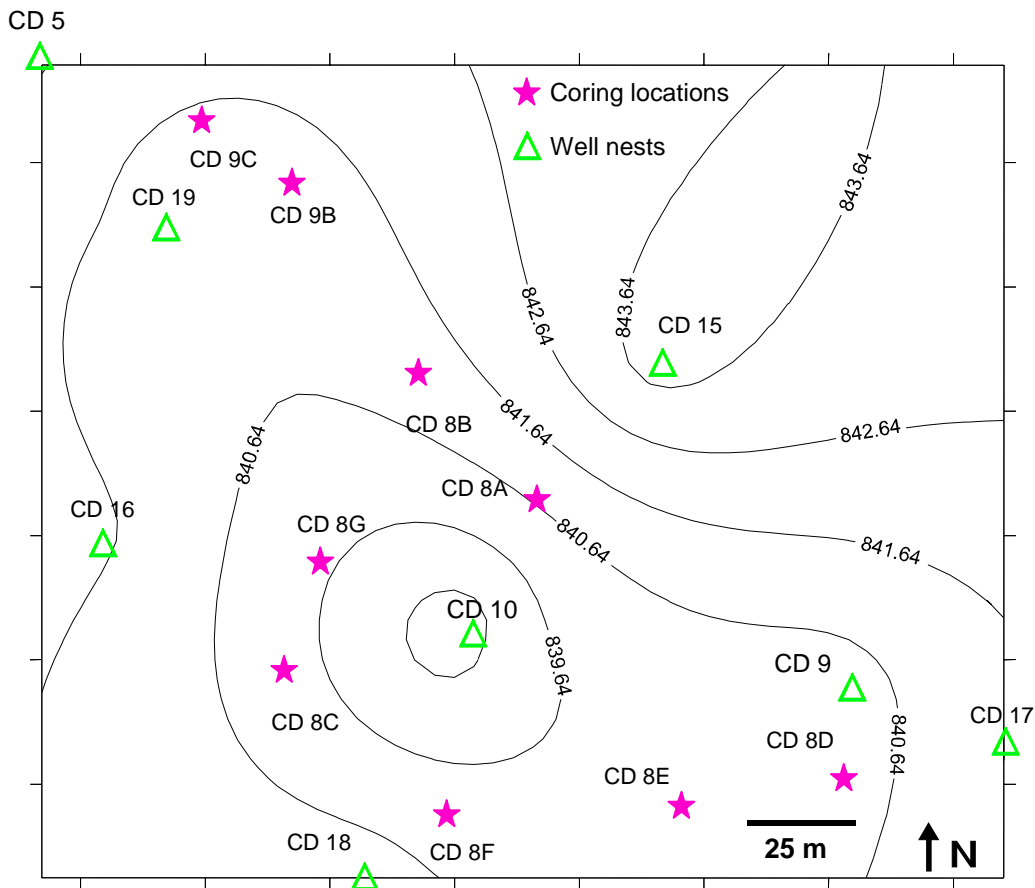 CD 5
Coring locations
Well nests
CD 9C
CD 19
CD 9B
843.64
843.64
842.64
CD 15
CD 8B
841.64
842.64
840.64
CD 8A
CD 16
CD 8G
840.64
841.64
CD 10
839.64
CD 9
CD 8C
CD 17
840.64
CD 8D
CD 8E
CD 18
CD 8F
25 m
N